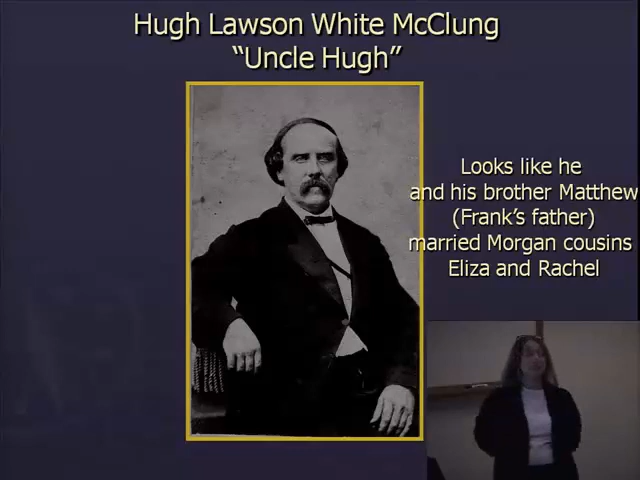 Hugh Lawson White McClung
“Uncle Hugh”
Looks like he
and his brother Matthew
(Frank’s father)
married Morgan cousins
Eliza and Rachel